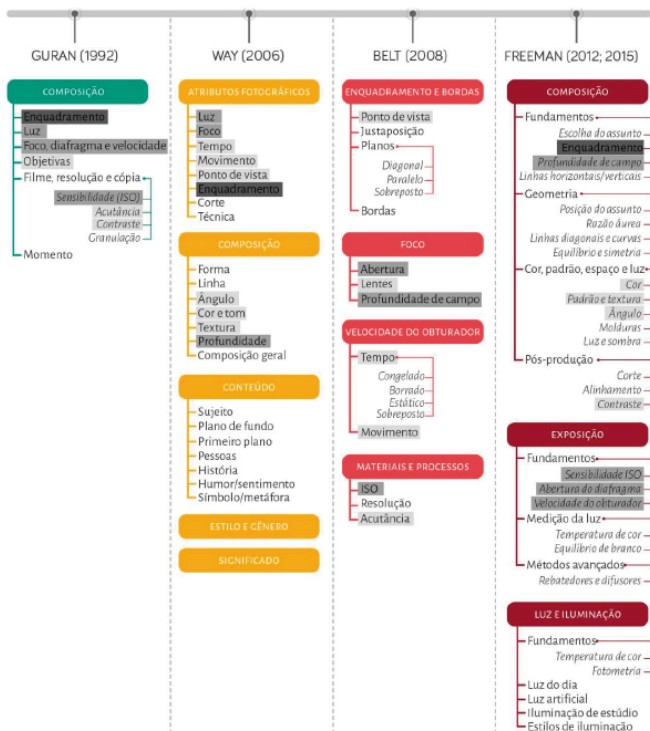 GURAN (1992)
COMPOSIÇÃO
Enquadramento
Luz
Foco, diafragma e velocidade
Objetivas
Filme, resolução e cópia
Sensibilidade (ISO)
Acutância
Contraste
Granulação
Momento
WAY (2006)
ATRIBUTOS FOTOGRÁFICOS
Luz
Foco
Tempo
Movimento
Ponto de vista
Enquadramento
Corte
Técnica
COMPOSIÇÃO
Forma
Linha
Ângulo
Cor e tom
Textura
Profundidade
Composição geral
CONTEÚDO
Sujeito
Plano de fundo
Primeiro plano
Pessoas
História
Humor/sentimento
Símbolo/metáfora
ESTILO E GÊNERO
SIGNIFICADO
BELT (2008)
ENQUADRAMENTO E BORDAS
Ponto de vista
Justaposição
Planos
Diagonal
Paralelo
Sobreposto
Bordas
FOCO
Abertura
Lentes
Profundidade de campo
VELOCIDADE DO OBTURADOR
Tempo
Congelado
Borrado
Estático
Sobreposto
Movimento
MATERIAIS E PROCESSOS
ISO
Resolução
Acutância
FREEMAN (2012; 2015)
COMPOSIÇÃO
Fundamentos
Escolha do assunto
Enquadramento
Profundidade de campo
Linhas horizontais/verticais
Geometria
Posição do assunto
Razão áurea
Linhas diagonais e curvas
Equilíbrio e simetria
Cor, padrão, espaço e luz
Cor
Padrão e textura
Ângulo
Molduras
Luz e sombra
Pós-produção
Corte
Alinhamento
Contraste
EXPOSIÇÃO
Fundamentos
Sensibilidade ISO
Abertura do diafragma
Velocidade do obturador
Medição da luz
Temperatura de cor
Equilíbrio de branco
Métodos avançados
Rebatedores e difusores
LUZ E ILUMINAÇÃO
Fundamentos
Temperatura de cor
Fotometria
Luz do dia
Luz artificial
Iluminação de estúdio
Estilos de iluminação